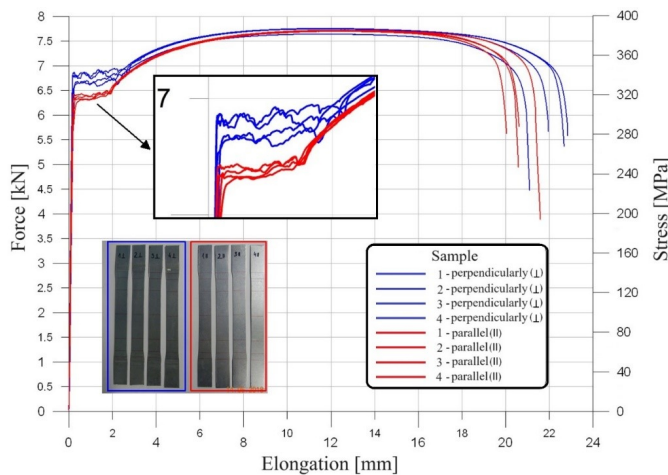 8
7.5
7
6.5
6
5.5
5
4.5
4
3.5
3
2.5
2
1.5
1
0.5
0
Force [kN]
400
360
320
280
240
200
160
120
80
40
0
Stress [MPa]
7
Sample
1 - perpendicularly (⊥)
2 - perpendicularly (⊥)
3 - perpendicularly (⊥)
4 - perpendicularly (⊥)
1 - parallel (II)
2 - parallel (II)
3 - parallel (II)
4 - parallel (II)
0 2 4 6 8 10 12 14 16 18 20 22 24
Elongation [mm]